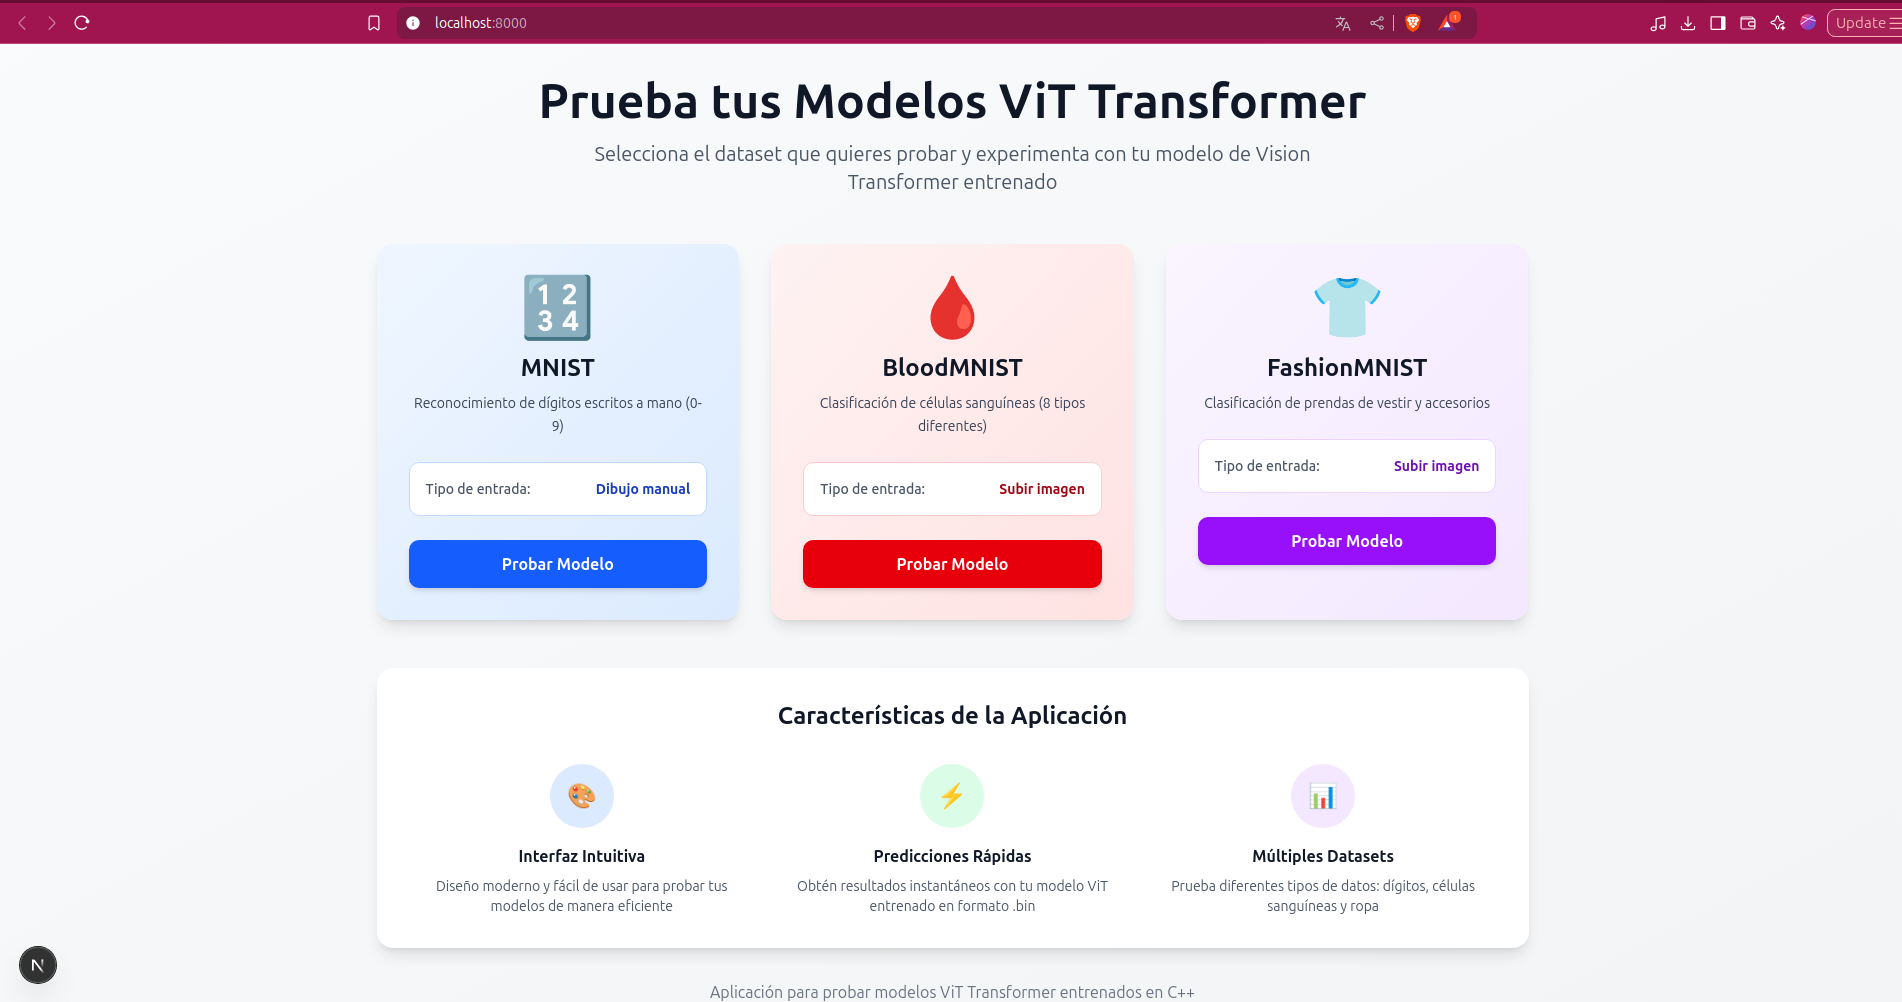 localhost:8000
1
Update
Prueba tus Modelos ViT Transformer
Selecciona el dataset que quieres probar y experimenta con tu modelo de Vision
Transformer entrenado
1 2
3 4
MNIST
Reconocimiento de dígitos escritos a mano (0-
9)
Tipo de entrada: Dibujo manual
Probar Modelo
BloodMNIST
Clasificación de células sanguíneas (8 tipos
diferentes)
Tipo de entrada: Subir imagen
Probar Modelo
FashionMNIST
Clasificación de prendas de vestir y accesorios
Tipo de entrada: Subir imagen
Probar Modelo
Características de la Aplicación
Interfaz Intuitiva
Diseño moderno y fácil de usar para probar tus
modelos de manera eficiente
Predicciones Rápidas
Obtén resultados instantáneos con tu modelo ViT
entrenado en formato .bin
Múltiples Datasets
Prueba diferentes tipos de datos: dígitos, células
sanguíneas y ropa
N
Aplicación para probar modelos ViT Transformer entrenados en C++